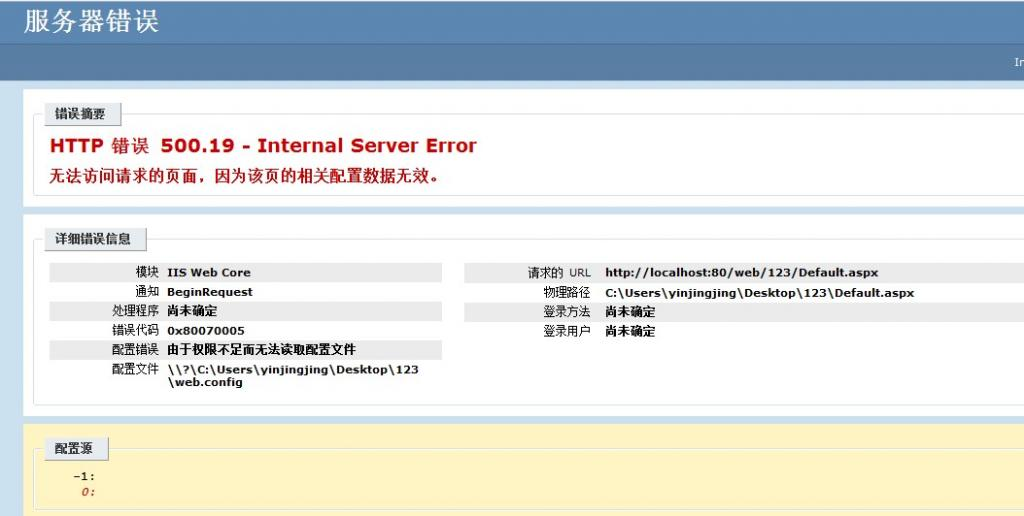 服务器错误
In
错误摘要
HTTP 错误 500.19 - Internal Server Error
无法访问请求的页面，因为该页的相关配置数据无效。
详细错误信息
模块 IIS Web Core
通知 BeginRequest
处理程序 尚未确定
错误代码 0x80070005
配置错误 由于权限不足而无法读取配置文件
配置文件 \\?\C:\Users\yinjingjing\Desktop\123
\web.config
请求的 URL http://localhost:80/web/123/Default.aspx
物理路径 C:\Users\yinjingjing\Desktop\123\Default.aspx
登录方法 尚未确定
登录用户 尚未确定
配置源
-1:
0: